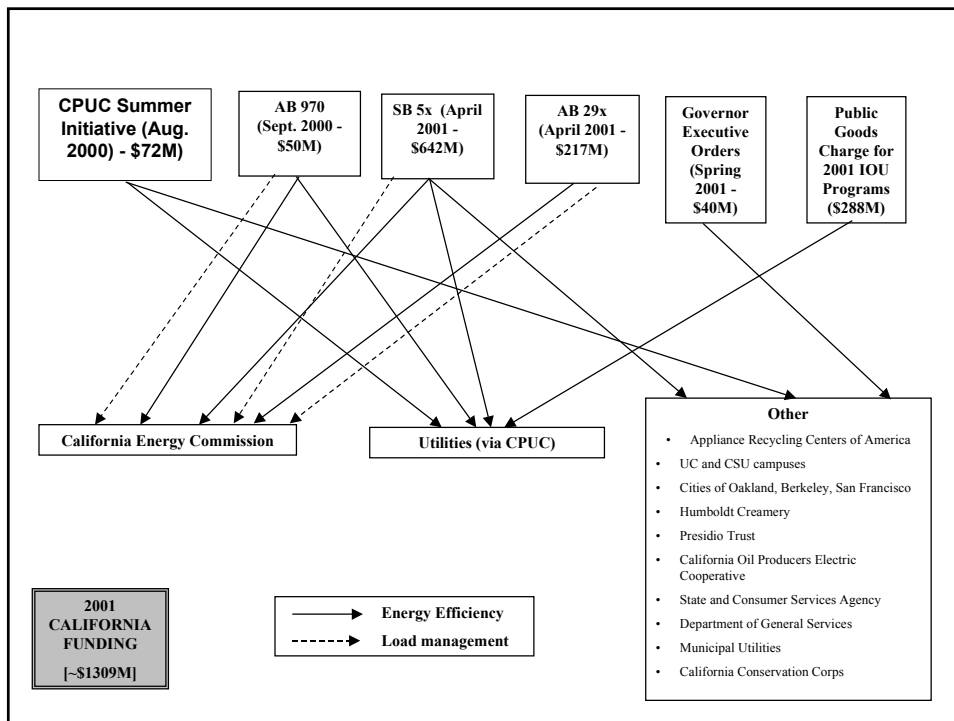 CPUC Summer
Initiative (Aug.
2000) - $72M)
AB 970
(Sept. 2000 -
$50M)
SB 5x (April
2001 -
$642M)
AB 29x
(April 2001 -
$217M)
Governor
Executive
Orders
(Spring
2001 -
$40M)
Public
Goods
Charge for
2001 IOU
Programs
($288M)
California Energy Commission
Utilities (via CPUC)
Other
• Appliance Recycling Centers of America
• UC and CSU campuses
• Cities of Oakland, Berkeley, San Francisco
• Humboldt Creamery
• Presidio Trust
• California Oil Producers Electric
Cooperative
• State and Consumer Services Agency
• Department of General Services
• Municipal Utilities
• California Conservation Corps
2001
CALIFORNIA
FUNDING
[~$1309M]
Energy Efficiency
Load management